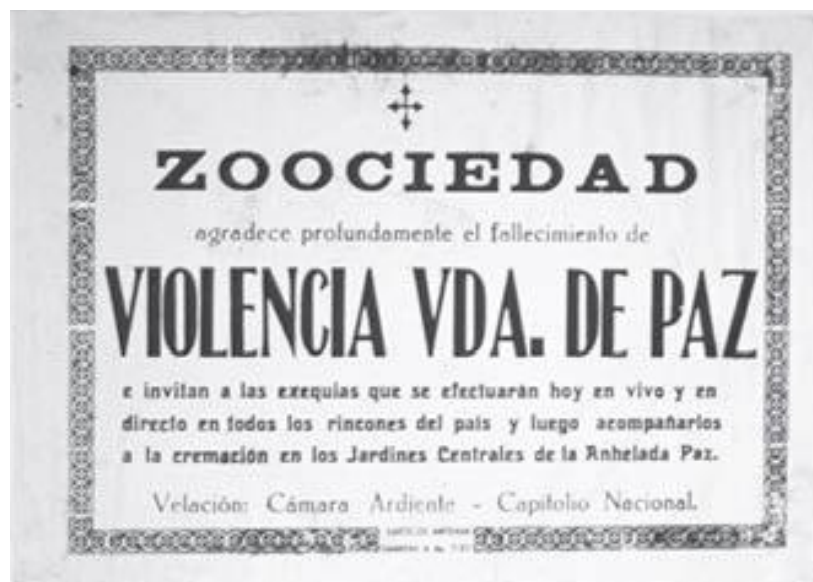 ZOOCIEDAD
agradece profundamente el fallecimiento de
VIOLENCIA VDA. DE PAZ
e invitan a las exequias que se efectuarán hoy en vivo y en
directo en todos los rincones del país y luego acompañarlos
a la cremación en los Jardines Centrales de la Anhelada Paz.
Velación: Cámara Ardiente - Capitolio Nacional.